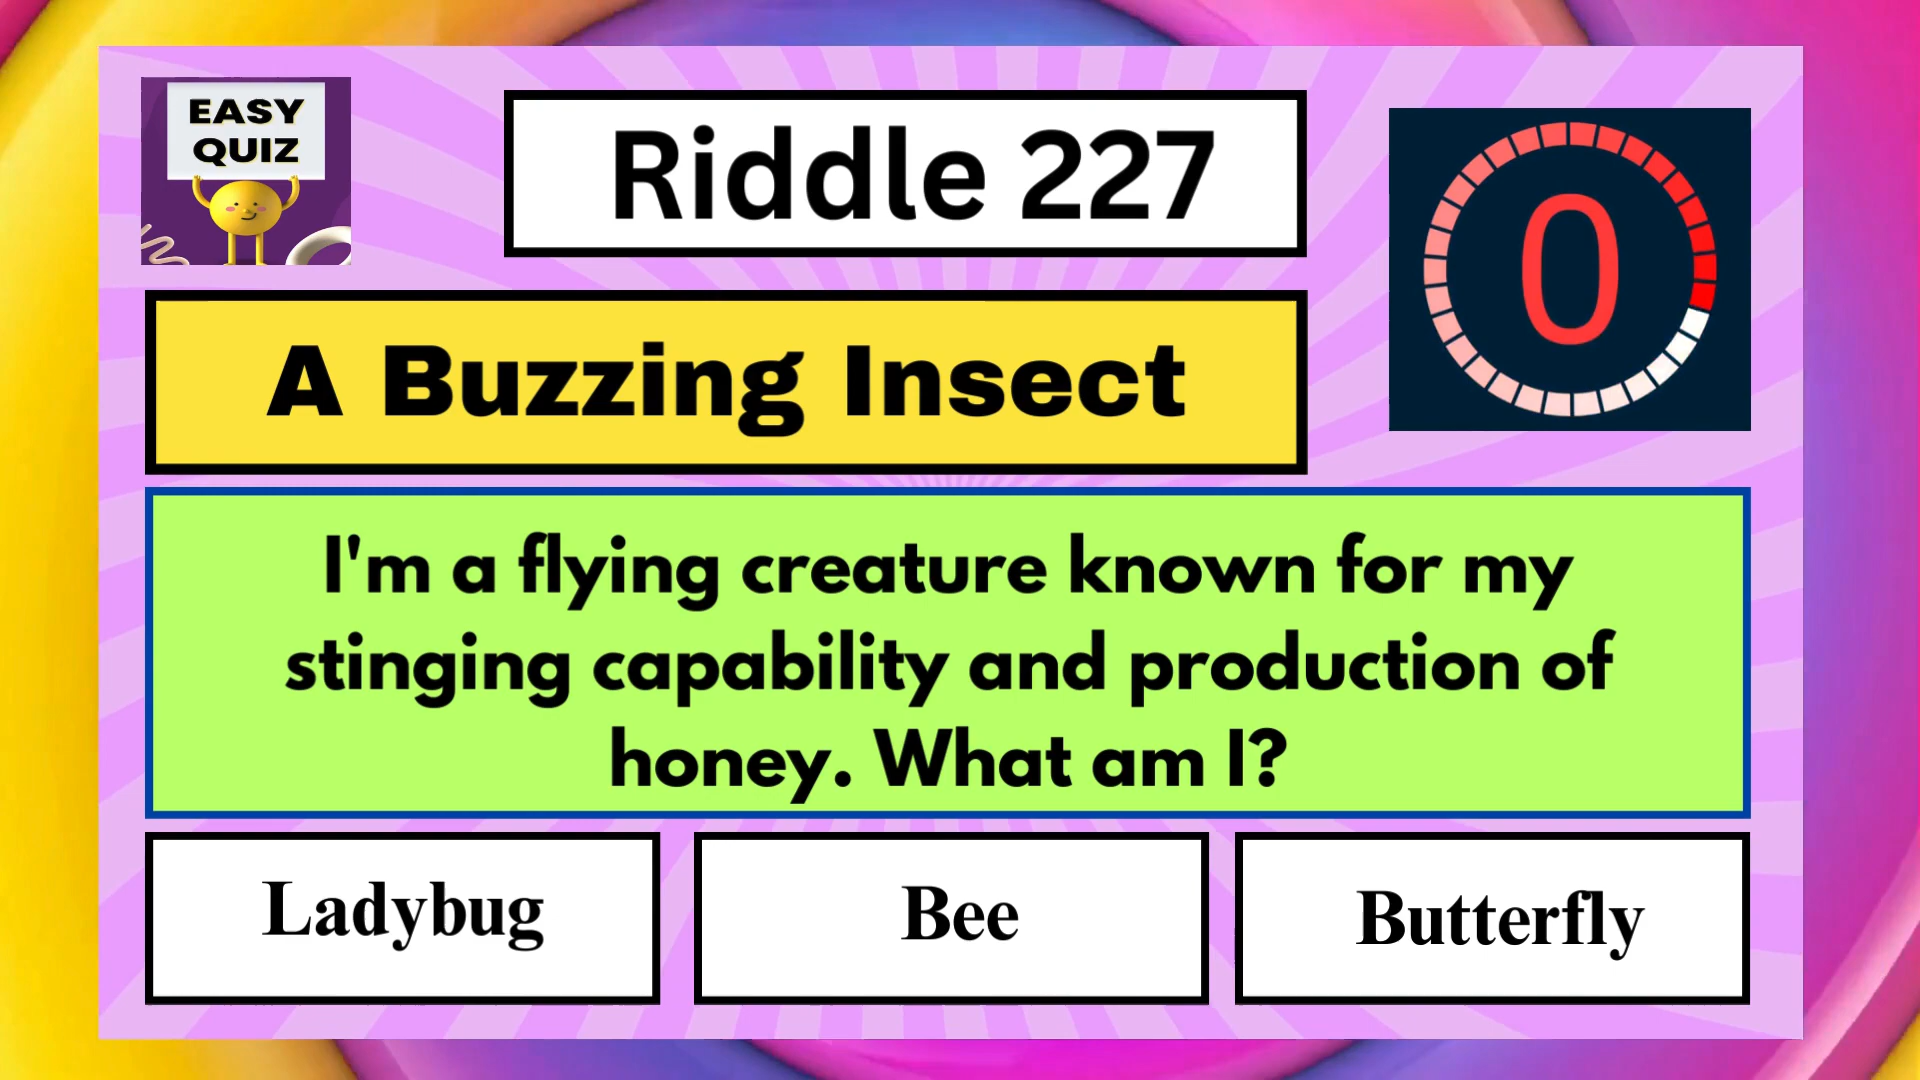 EASY
QUIZ
Riddle 227
0
A Buzzing Insect
I'm a flying creature known for my
stinging capability and production of
honey. What am I?
Ladybug
Bee
Butterfly